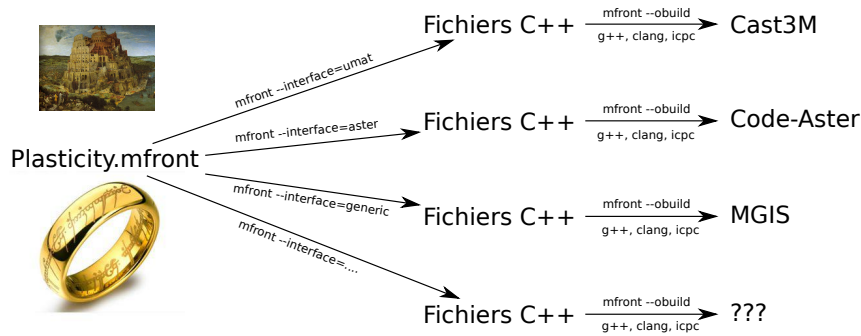 Fichiers C++
mfront --obuild
g++, clang, icpc
Cast3M
mfront --interface=umat
Fichiers C++
mfront --obuild
g++, clang, icpc
Code-Aster
mfront --interface=aster
Plasticity.mfront
mfront --interface=generic
Fichiers C++
mfront --obuild
g++, clang, icpc
MGIS
mfront --interface=....
Fichiers C++
mfront --obuild
g++, clang, icpc
???